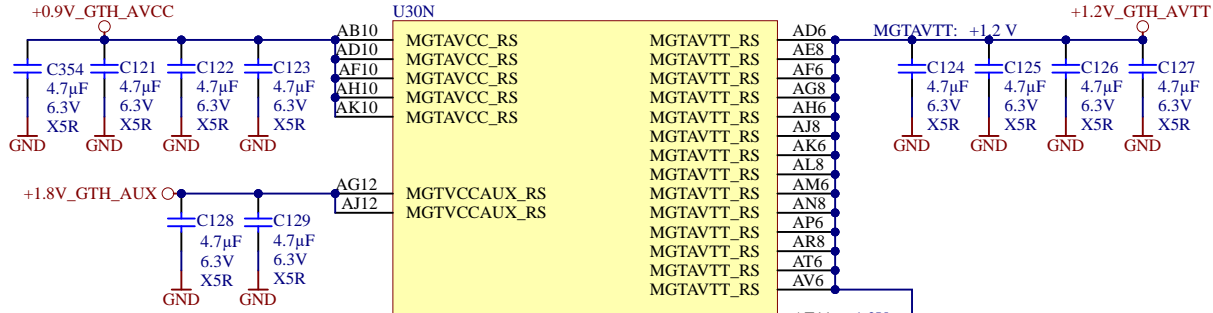 +0.9V_GTH_AVCC
U30N
+1.2V_GTH_AVTT
AB10
MGTAVCC_RS
MGTAVTT_RS
AD6
MGTAVTT: +1.2 V
AD10
MGTAVCC_RS
MGTAVTT_RS
AE8
AF10
MGTAVCC_RS
MGTAVTT_RS
AF6
AH10
MGTAVCC_RS
MGTAVTT_RS
AG8
AK10
MGTAVCC_RS
MGTAVTT_RS
AH6
MGTAVTT_RS
AJ8
MGTAVTT_RS
AK6
MGTAVTT_RS
AL8
AG12
MGTVCCAUX_RS
MGTAVTT_RS
AM6
AJ12
MGTVCCAUX_RS
MGTAVTT_RS
AN8
MGTAVTT_RS
AP6
MGTAVTT_RS
AR8
MGTAVTT_RS
AT6
MGTAVTT_RS
AV6
C354
4.7µF
6.3V
X5R
GND
C121
4.7µF
6.3V
X5R
GND
C122
4.7µF
6.3V
X5R
GND
C123
4.7µF
6.3V
X5R
GND
C124
4.7µF
6.3V
X5R
GND
C125
4.7µF
6.3V
X5R
GND
C126
4.7µF
6.3V
X5R
GND
C127
4.7µF
6.3V
X5R
GND
+1.8V_GTH_AUX
C128
4.7µF
6.3V
X5R
GND
C129
4.7µF
6.3V
X5R
GND